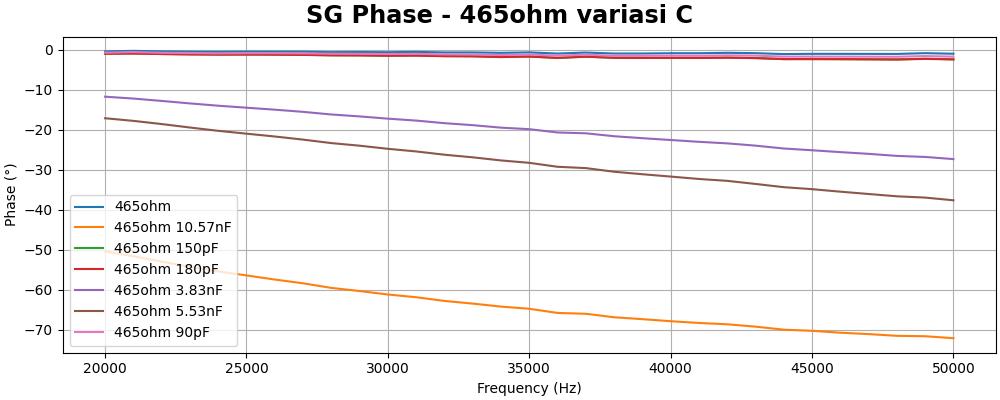 SG Phase - 465ohm variasi C
0
−10
−20
−30
−40
−50
−60
−70
Phase (°)
465ohm
465ohm 10.57nF
465ohm 150pF
465ohm 180pF
465ohm 3.83nF
465ohm 5.53nF
465ohm 90pF
20000 25000 30000 35000 40000 45000 50000
Frequency (Hz)